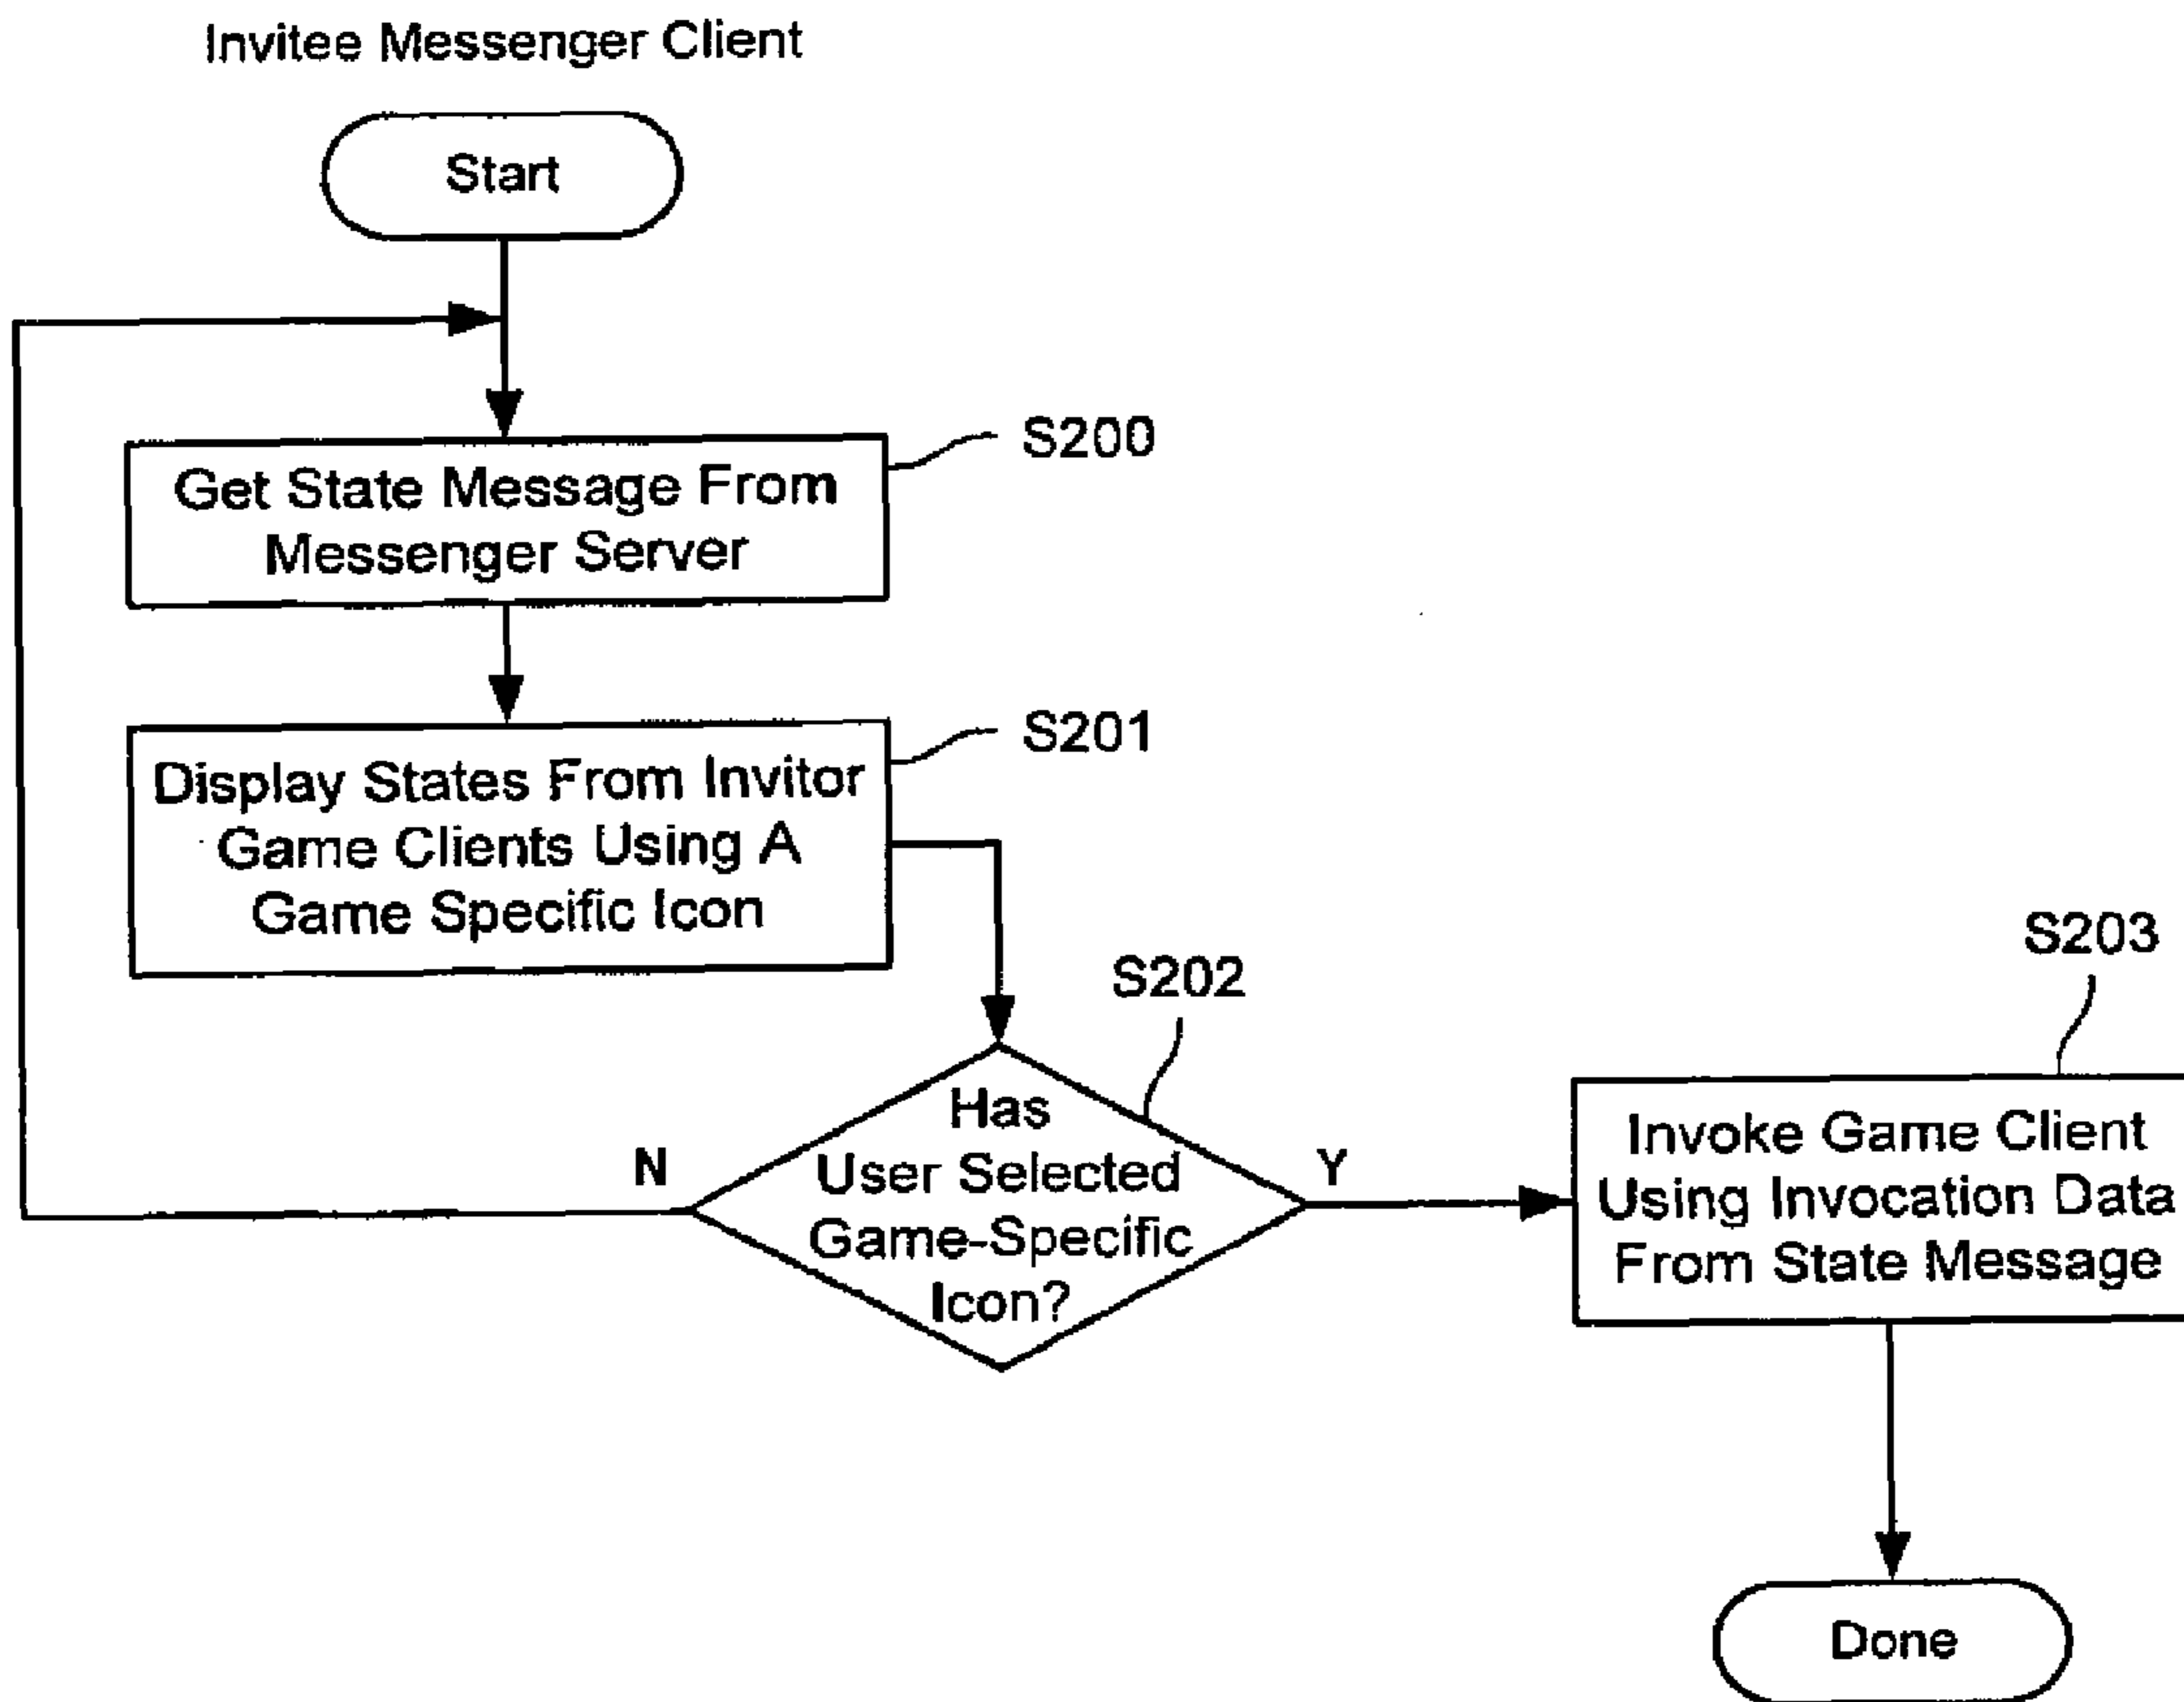 Invitee Messenger Client
Start
S200
Get State Message From
Messenger Server
S201
Display States From Invitor
Game Clients Using A
Game Specific Icon
S202
Has
User Selected
Game-Specific
Icon?
N
Y
S203
Invoke Game Client
Using Invocation Data
From State Message
Done